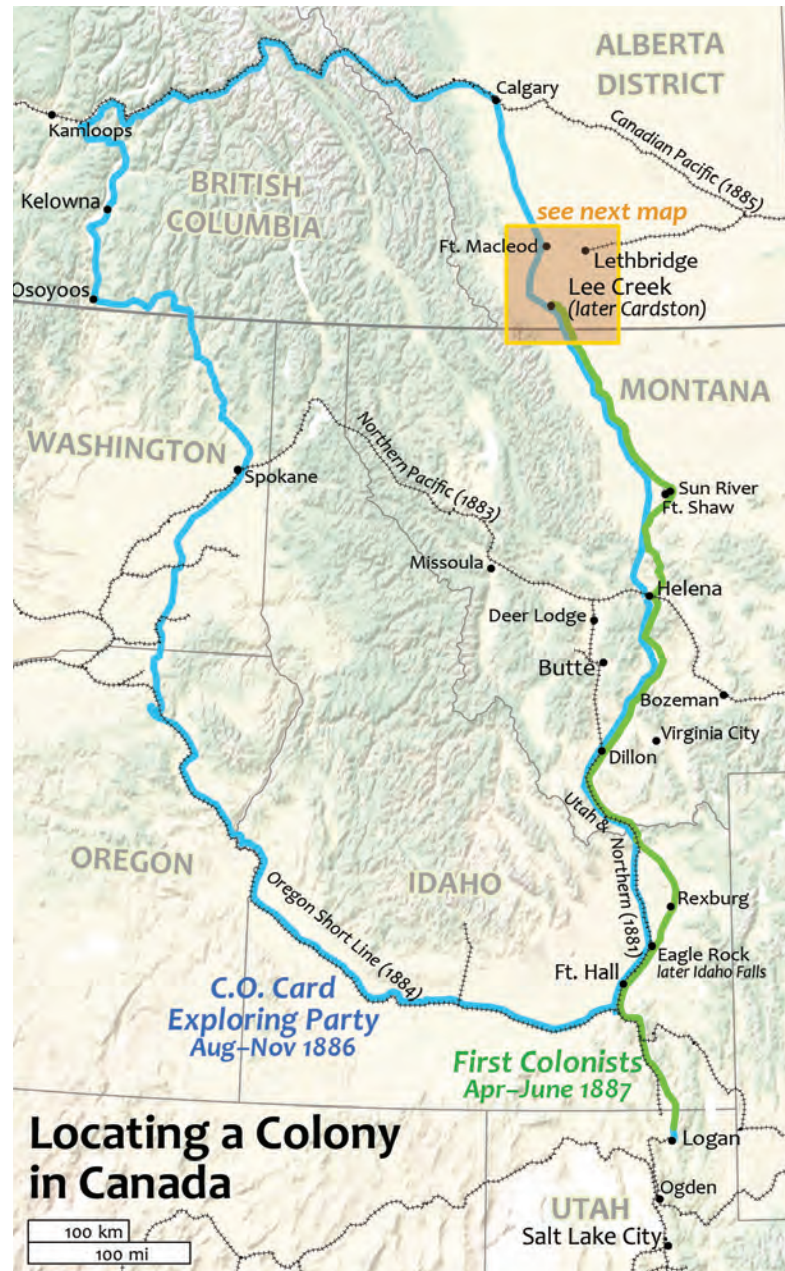 ALBERTA
DISTRICT
Calgary
Kamloops
Canadian Pacific (1885)
BRITISH
COLUMBIA
Kelowna
see next map
Ft. Macleod
Lethbridge
Osoyoos
Lee Creek
(later Cardston)
MONTANA
WASHINGTON
Spokane
Northern Pacific (1883)
Sun River
Ft. Shaw
Missoula
Helena
Deer Lodge
Butte
Bozeman
Virginia City
Dillon
Utah &
Northern (1881)
OREGON
IDAHO
Oregon Short Line (1884)
Rexburg
Eagle Rock
later Idaho Falls
Ft. Hall
C.O. Card
Exploring Party
Aug–Nov 1886
First Colonists
Apr–June 1887
Locating a Colony
in Canada
Logan
Ogden
UTAH
Salt Lake City
100 km
100 mi